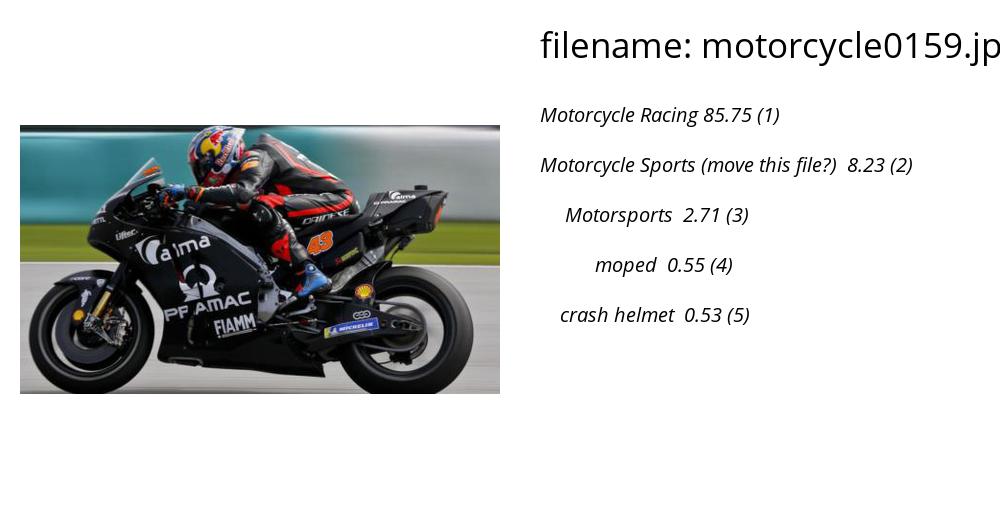 filename: motorcycle0159.jp
Motorcycle Racing 85.75 (1)
Motorcycle Sports (move this file?) 8.23 (2)
Motorsports 2.71 (3)
moped 0.55 (4)
crash helmet 0.53 (5)
alma
DAINESE
43
Lifter
alma
PRAMAC
FIAMM
MICHELIN